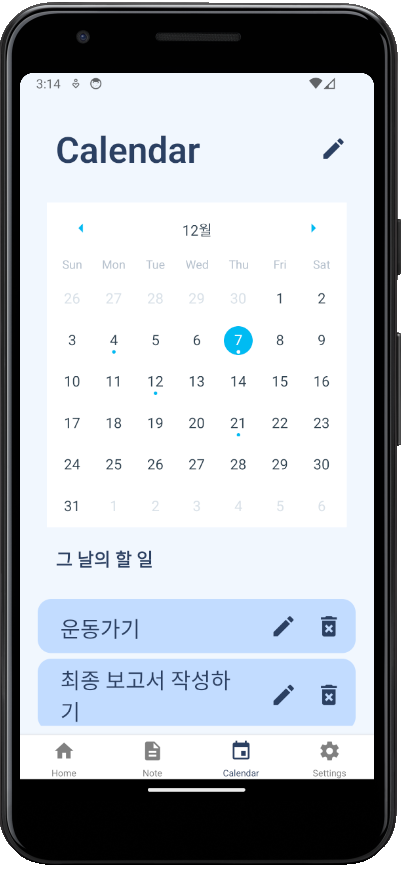 3:14
Calendar
12월
Sun Mon Tue Wed Thu Fri Sat
26 27 28 29 30 1 2
3 4 5 6 7 8 9
10 11 12 13 14 15 16
17 18 19 20 21 22 23
24 25 26 27 28 29 30
31 1 2 3 4 5 6
그 날의 할 일
운동가기
최종 보고서 작성하
기
Home Note Calendar Settings